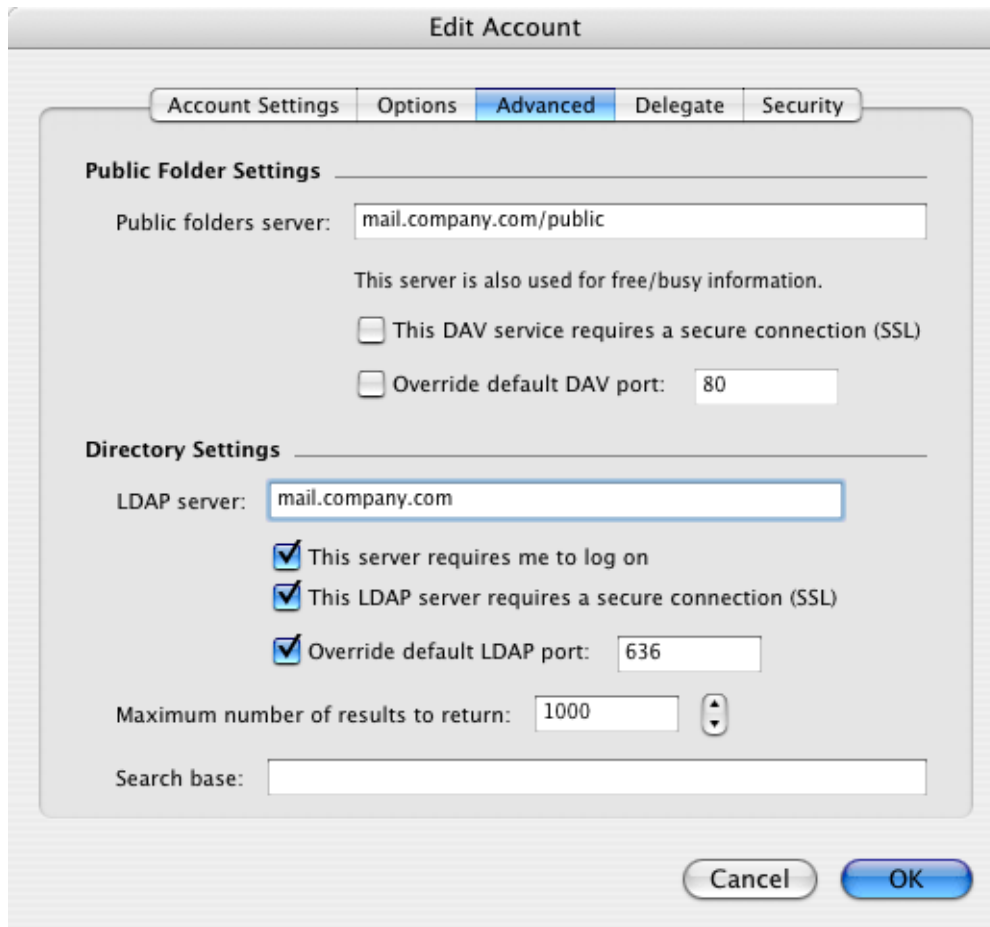 Edit Account
Account Settings Options Advanced Delegate Security
Public Folder Settings
Public folders server: mail.company.com/public
This server is also used for free/busy information.
This DAV service requires a secure connection (SSL)
Override default DAV port: 80
Directory Settings
LDAP server: mail.company.com
This server requires me to log on
This LDAP server requires a secure connection (SSL)
Override default LDAP port: 636
Maximum number of results to return: 1000
Search base:
Cancel OK